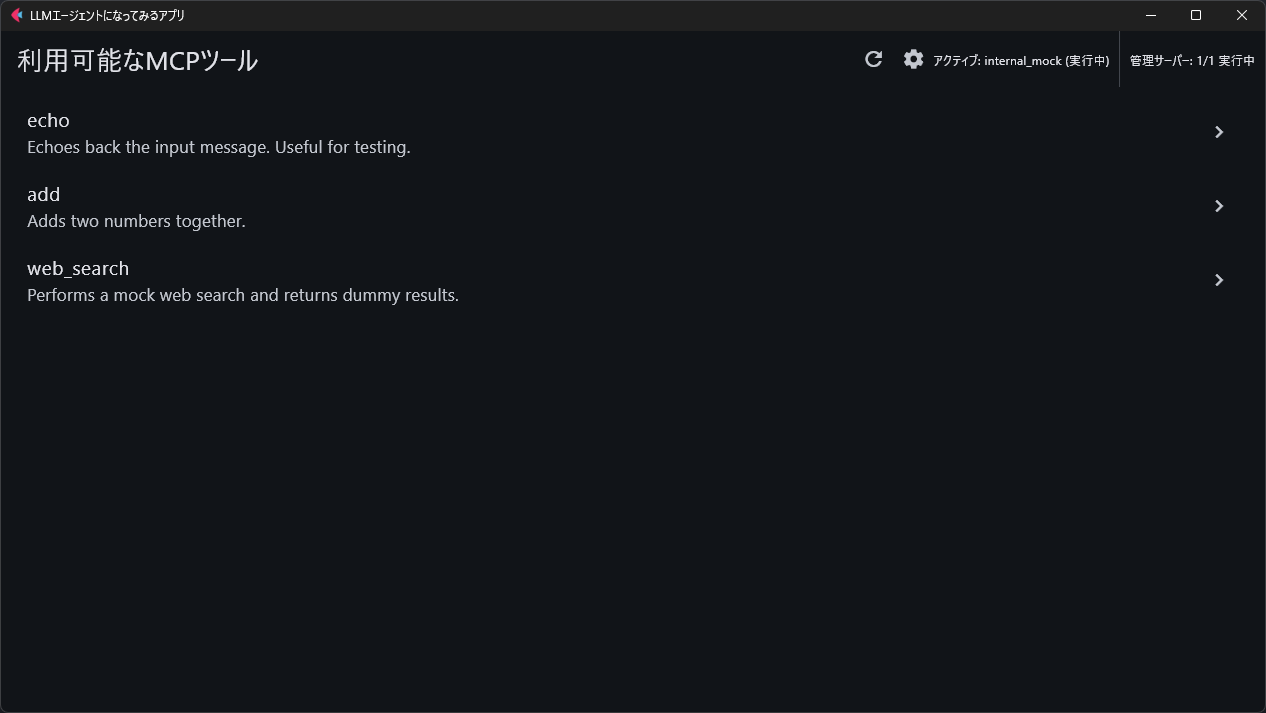 LLMエージェントになってみるアプリ
利用可能なMCPツール
アクティブ: internal_mock (実行中)
管理サーバー: 1/1 実行中
echo
Echoes back the input message. Useful for testing.
add
Adds two numbers together.
web_search
Performs a mock web search and returns dummy results.